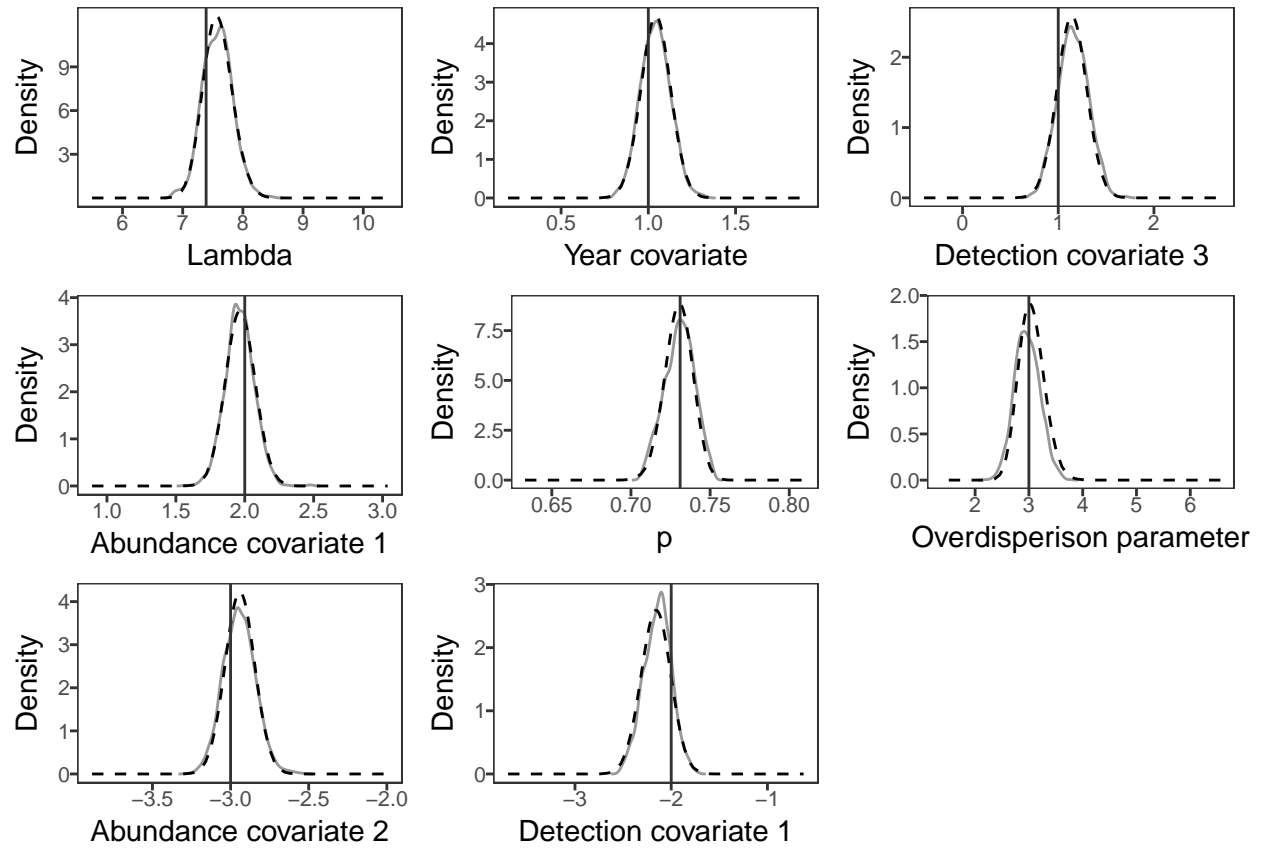 Density
9
6
3
6 7 8 9 10
Lambda
Density
4
3
2
1
0
0.5 1.0 1.5
Year covariate
Density
2
1
0
0 1 2
Detection covariate 3
Density
4
3
2
1
0
1.0 1.5 2.0 2.5 3.0
Abundance covariate 1
Density
7.5
5.0
2.5
0.0
0.65 0.70 0.75 0.80
p
Density
2.0
1.5
1.0
0.5
0.0
2 3 4 5 6
Overdisperison parameter
Density
4
3
2
1
0
−3.5 −3.0 −2.5 −2.0
Abundance covariate 2
Density
3
2
1
0
−3 −2 −1
Detection covariate 1